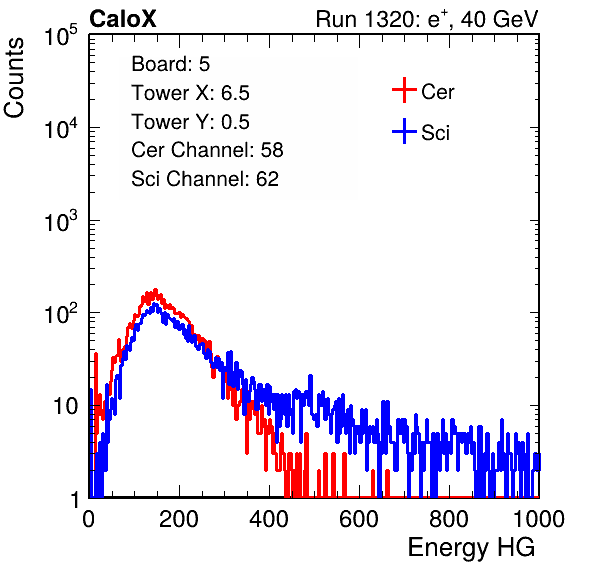 CaloX Run 1320: e⁺, 40 GeV
Counts
Board: 5
Tower X: 6.5
Tower Y: 0.5
Cer Channel: 58
Sci Channel: 62
Cer
Sci
10⁵
10⁴
10³
10²
10
1
0 200 400 600 800 1000
Energy HG